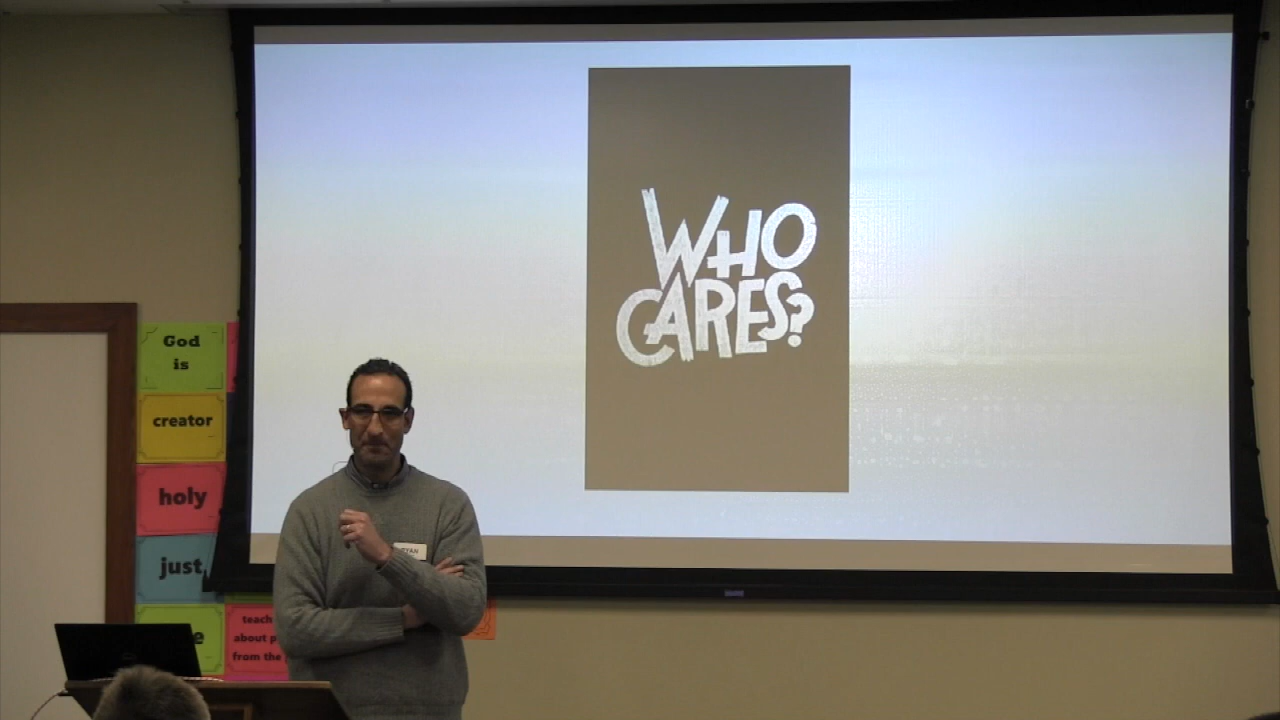 WHO
CARES?
God
is
creator
holy
just
teach
about
from the